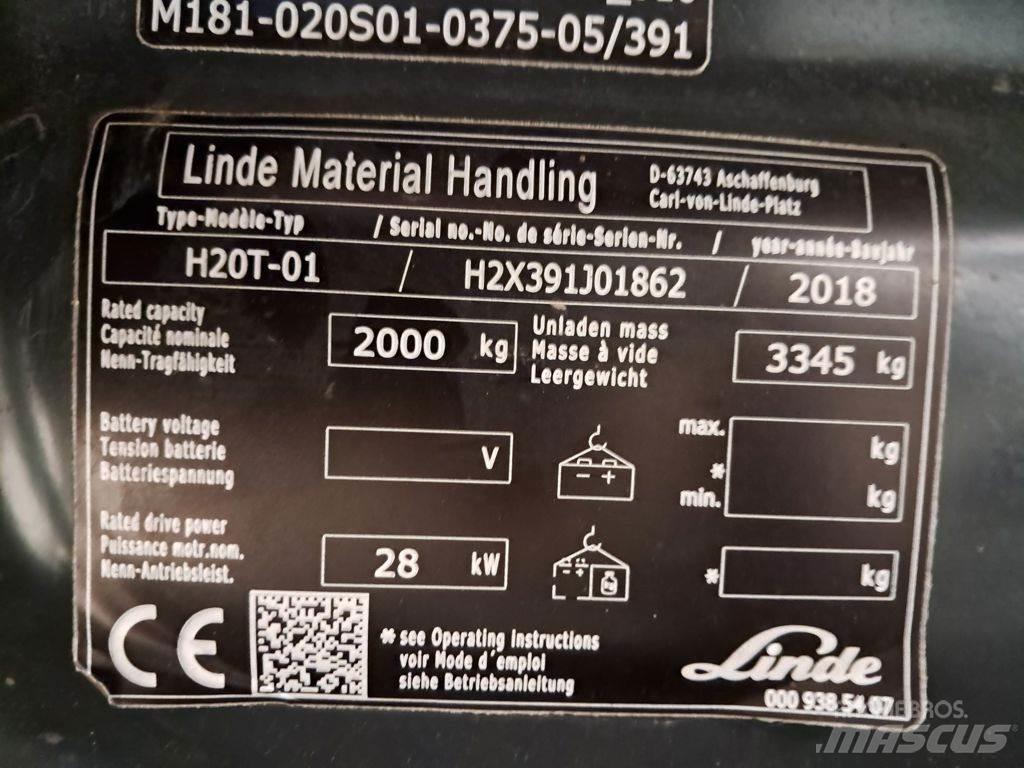 M181-020S01-0375-05/391
Linde Material Handling
D-63743 Aschaffenburg
Carl-von-Linde-Platz
Type-Modèle-Typ / Serial no.-No. de série-Serien-Nr. / year-année-Baujahr
H20T-01 / H2X391J01862 / 2018
Rated capacity
Capacité nominale
Nenn-Tragfähigkeit
2000 kg
Unladen mass
Masse à vide
Leergewicht
3345 kg
Battery voltage
Tension batterie
Batteriespannung
V
max. kg
*
min. kg
Rated drive power
Puissance motr.nom.
Nenn-Antriebsleist.
28 kW
* kg
CE
* see Operating Instructions
voir Mode d'emploi
siehe Betriebsanleitung
Linde
000 938 54 07
MASCUS